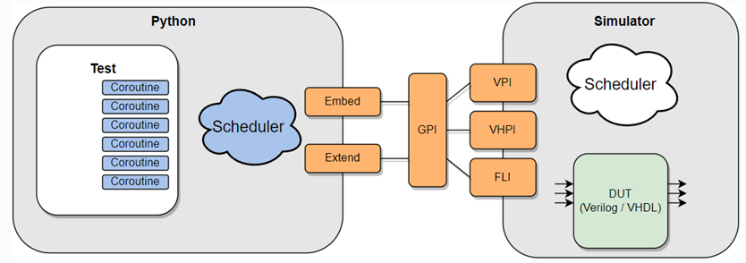 Python
Test
Coroutine
Coroutine
Coroutine
Coroutine
Coroutine
Coroutine
Scheduler
Embed
Extend
GPI
VPI
VHPI
FLI
Simulator
Scheduler
DUT
(Verilog / VHDL)